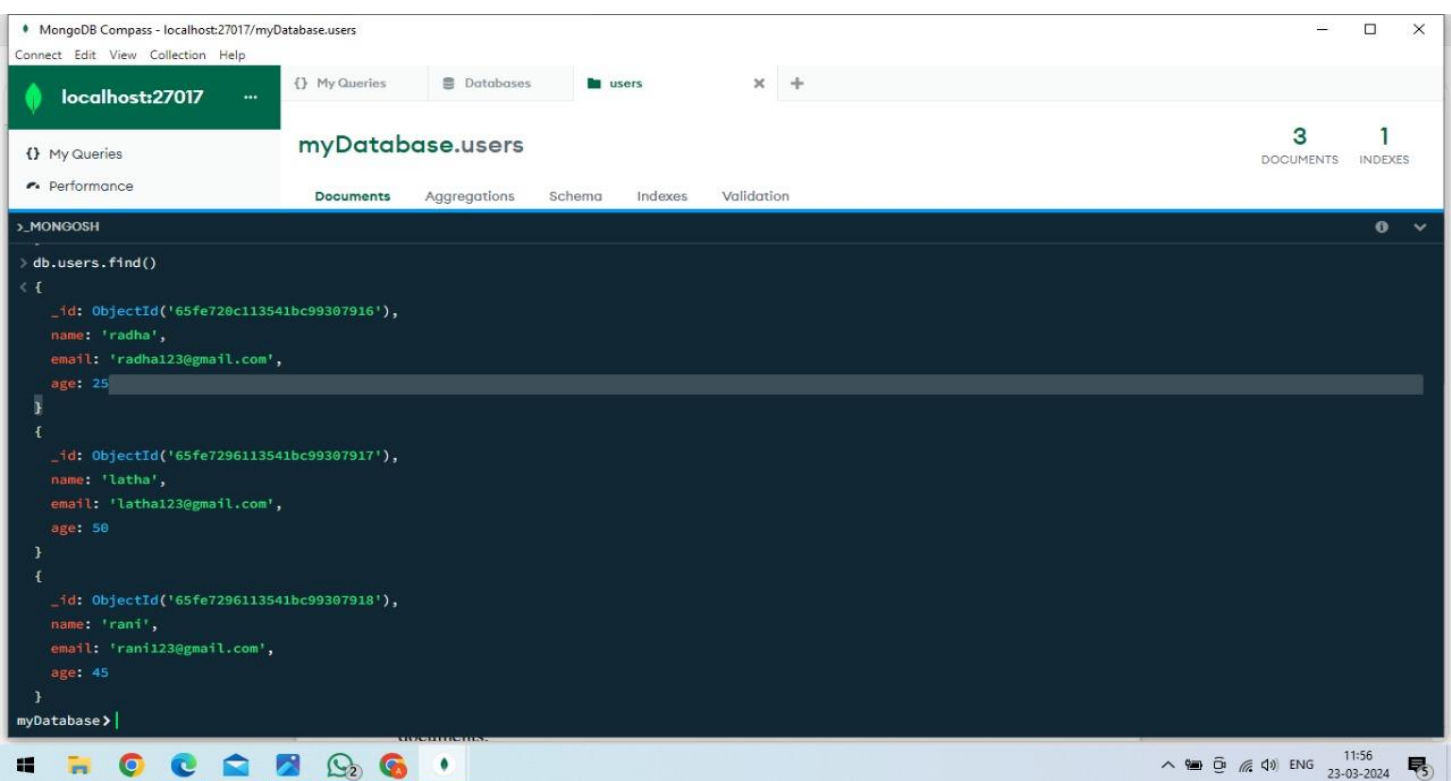 MongoDB Compass - localhost:27017/myDatabase.users
Connect Edit View Collection Help
localhost:27017 ...
{} My Queries
Performance
{} My Queries Databases users
myDatabase.users
3 DOCUMENTS
1 INDEXES
Documents Aggregations Schema Indexes Validation
>_MONGOSH
> db.users.find()
< {
_id: ObjectId('65fe720c113541bc99307916'),
name: 'radha',
email: 'radha123@gmail.com',
age: 25
}
{
_id: ObjectId('65fe7296113541bc99307917'),
name: 'latha',
email: 'latha123@gmail.com',
age: 50
}
{
_id: ObjectId('65fe7296113541bc99307918'),
name: 'rani',
email: 'rani123@gmail.com',
age: 45
}
myDatabase>
documents.
2
ENG
11:56
23-03-2024
5